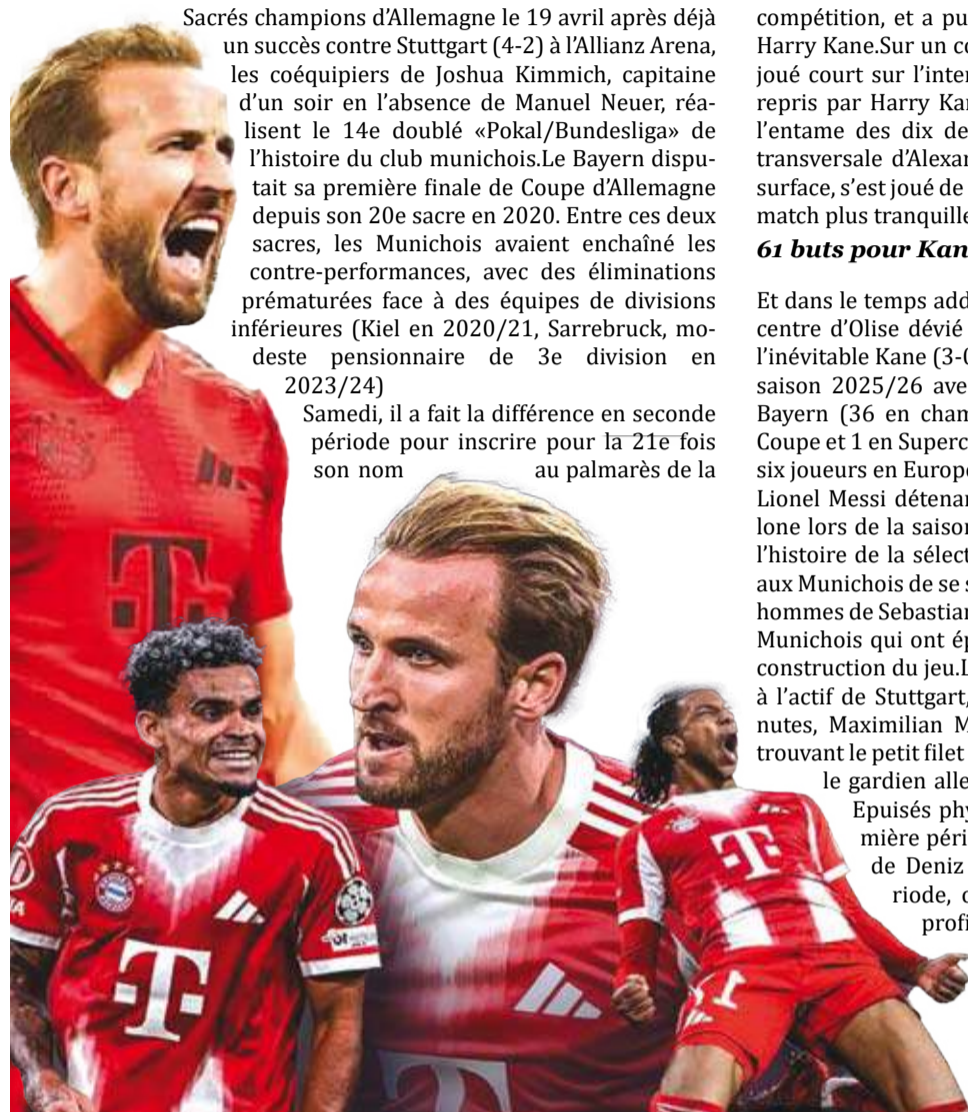 Sacrés champions d'Allemagne le 19 avril après déjà
un succès contre Stuttgart (4-2) à l'Allianz Arena,
les coéquipiers de Joshua Kimmich, capitaine
d'un soir en l'absence de Manuel Neuer, réa-
lisent le 14e doublé «Pokal/Bundesliga» de
l'histoire du club munichois.Le Bayern dispu-
tait sa première finale de Coupe d'Allemagne
depuis son 20e sacre en 2020. Entre ces deux
sacres, les Munichois avaient enchaîné les
contre-performances, avec des éliminations
prématurées face à des équipes de divisions
inférieures (Kiel en 2020/21, Sarrebruck, mo-
deste pensionnaire de 3e division en
2023/24)
Samedi, il a fait la différence en seconde
période pour inscrire pour la 21e fois
son nom au palmarès de la
compétition, et a pu
Harry Kane.Sur un co
joué court sur l'inter
repris par Harry Kan
l'entame des dix de
transversale d'Alexan
surface, s'est joué de
match plus tranquille
61 buts pour Kan
Et dans le temps add
centre d'Olise dévié
l'inévitable Kane (3-0
saison 2025/26 ave
Bayern (36 en cham
Coupe et 1 en Superc
six joueurs en Europe
Lionel Messi détenan
lone lors de la saison
l'histoire de la sélect
aux Munichois de se s
hommes de Sebastian
Munichois qui ont ép
construction du jeu.L
à l'actif de Stuttgart,
nutes, Maximilian M
trouvant le petit filet
le gardien alle
Epuisés phy
mière péri
de Deniz
riode, c
profi
T
T
T
T